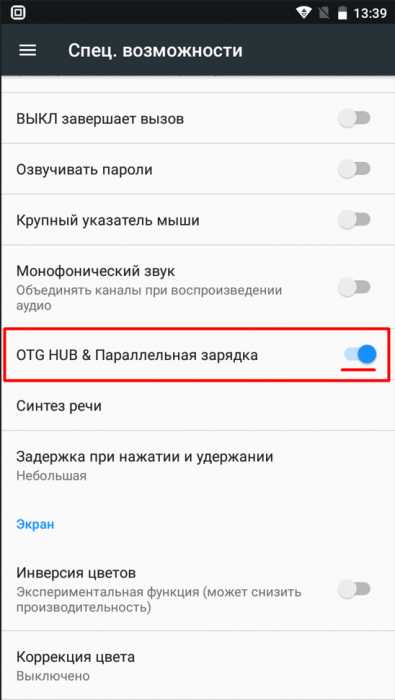 13:39
Спец. возможности
ВЫКЛ завершает вызов
Озвучивать пароли
Крупный указатель мыши
Монофонический звук
Объединять каналы при воспроизведении
аудио
OTG HUB & Параллельная зарядка
Синтез речи
Задержка при нажатии и удержании
Небольшая
Экран
Инверсия цветов
Экспериментальная функция (может снизить
производительность)
Коррекция цвета
Выключено